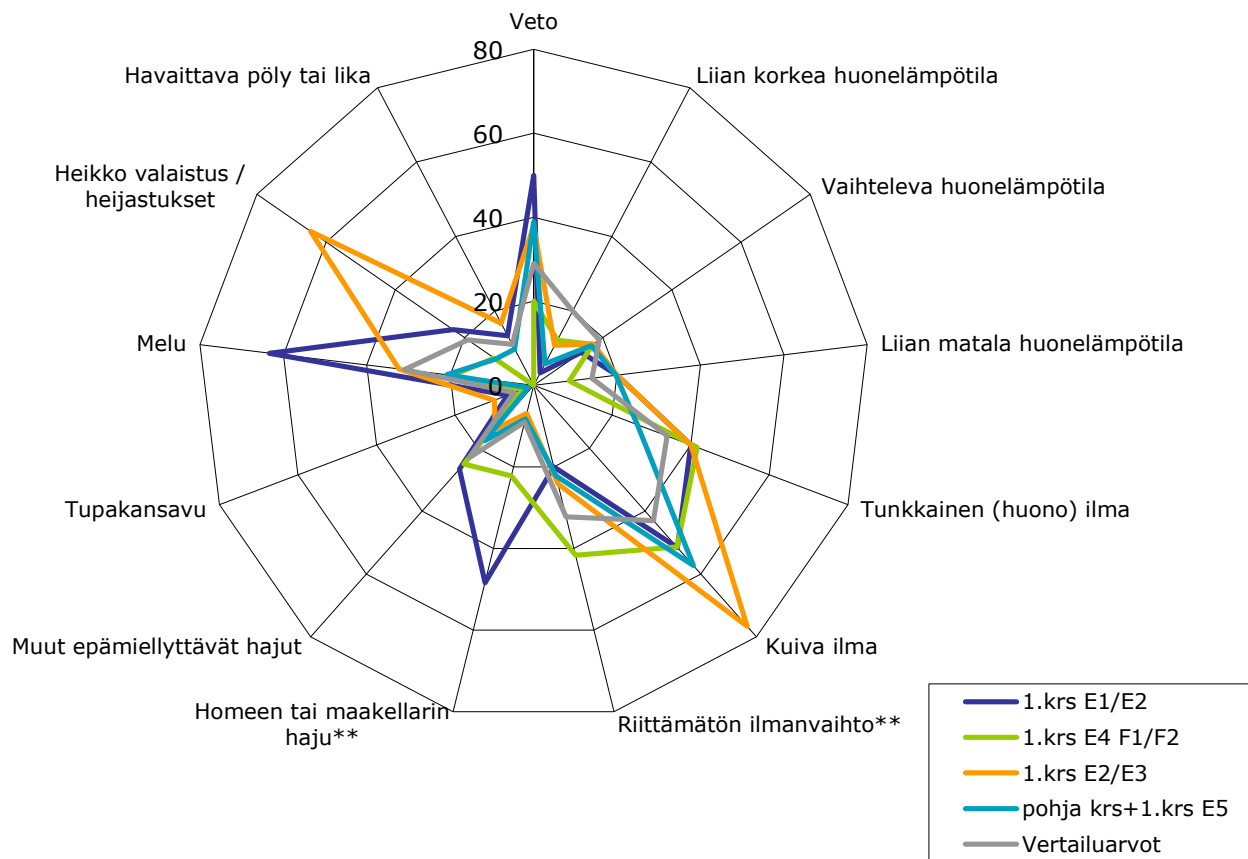 Veto
80
Havaittava pöly tai lika
Liian korkea huonelämpötila
60
Heikko valaistus /
heijastukset
Vaihteleva huonelämpötila
40
20
Melu
Liian matala huonelämpötila
0
Tupakansavu
Tunkkainen (huono) ilma
Muut epämiellyttävät hajut
Kuiva ilma
Homeen tai maakellarin
haju**
Riittämätön ilmanvaihto**
1.krs E1/E2
1.krs E4 F1/F2
1.krs E2/E3
pohja krs+1.krs E5
Vertailuarvot